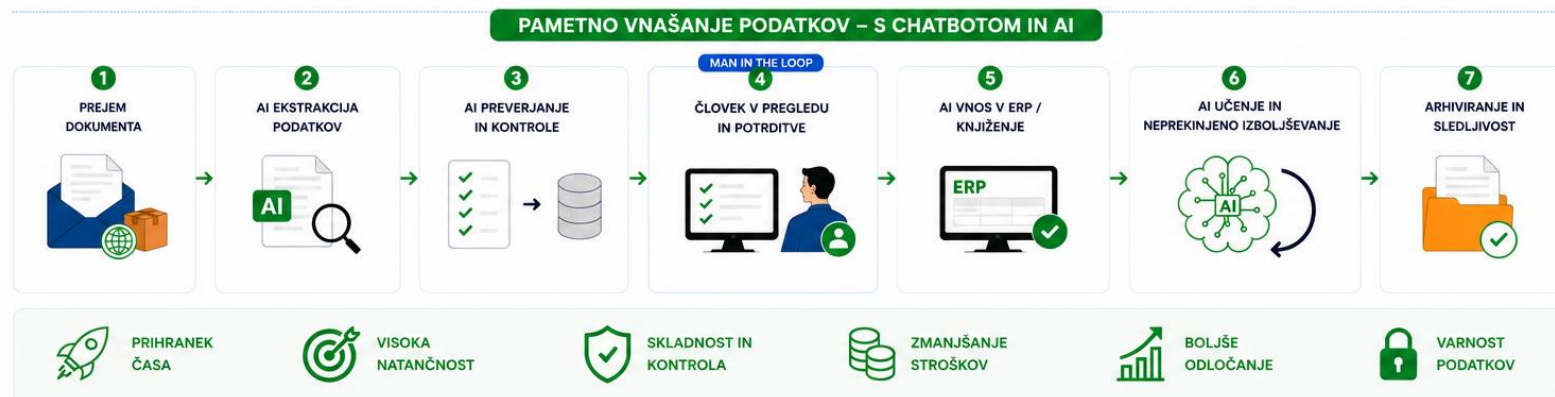 PAMETNO VNAŠANJE PODATKOV – S CHATBOTOM IN AI
MAN IN THE LOOP
1
PREJEM
DOKUMENTA
2
AI EKSTRAKCIJA
PODATKOV
AI
3
AI PREVERJANJE
IN KONTROLE
4
ČLOVEK V PREGLEDU
IN POTRDITVE
5
AI VNOS V ERP /
KNJIŽENJE
ERP
6
AI UČENJE IN
NEPREKINJENO IZBOLJŠEVANJE
AI
7
ARHIVIRANJE IN
SLEDLJIVOST
PRIHRANEK
ČASA
VISOKA
NATANČNOST
SKLADNOST IN
KONTROLA
ZMANJŠANJE
STROŠKOV
BOLJŠE
ODLOČANJE
VARNOST
PODATKOV